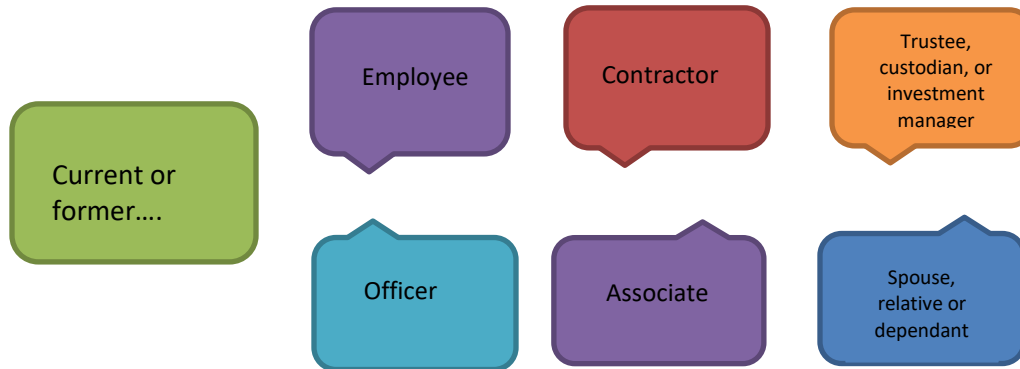 Current or
former….
Employee
Contractor
Trustee,
custodian, or
investment
manager
Officer
Associate
Spouse,
relative or
dependant